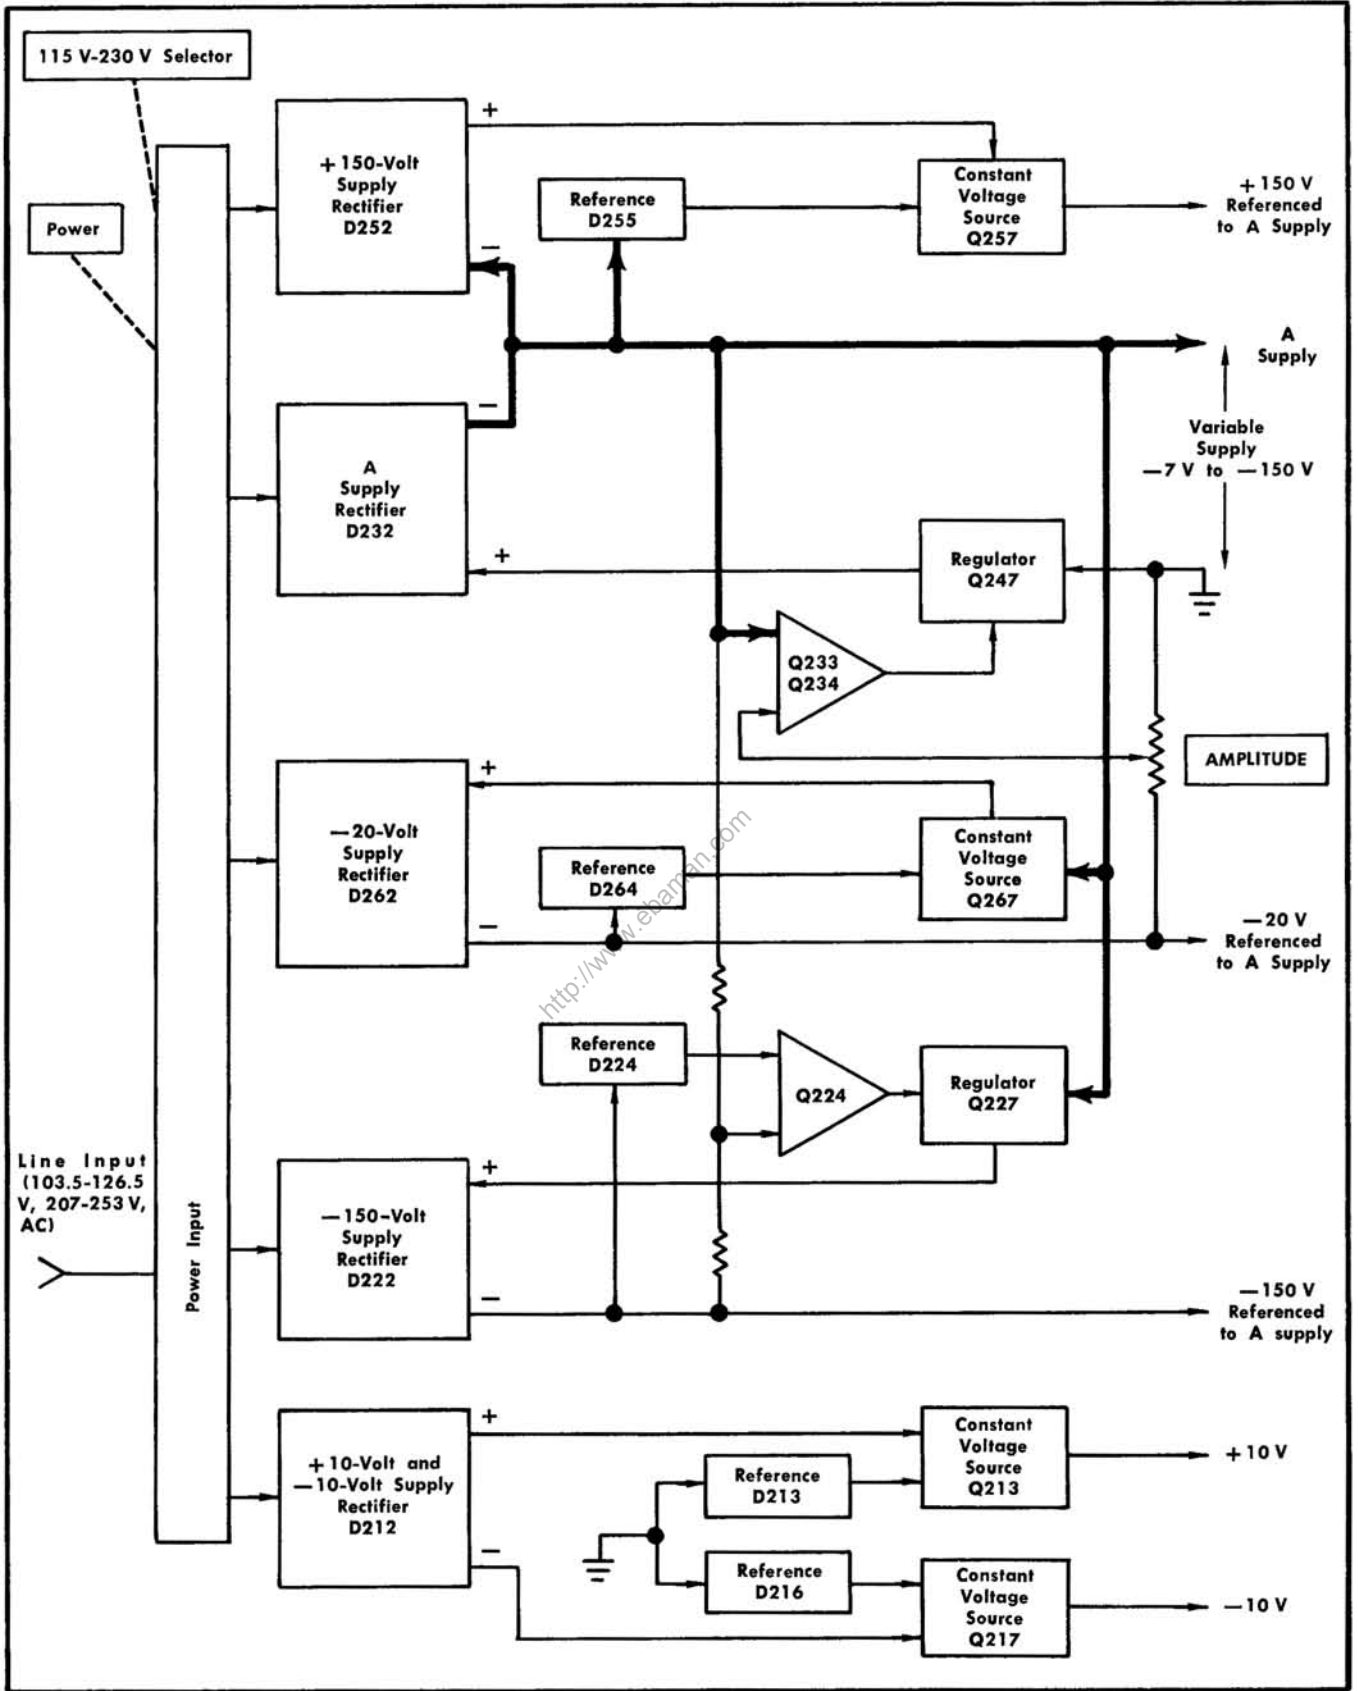 115 V-230 V Selector
Power
+150-Volt
Supply
Rectifier
D252
+
—
Reference
D255
Constant
Voltage
Source
Q257
+150 V
Referenced
to A Supply
A
Supply
Variable
Supply
—7 V to —150 V
A
Supply
Rectifier
D232
—
+
Regulator
Q247
Q233
Q234
AMPLITUDE
—20-Volt
Supply
Rectifier
D262
+
—
Reference
D264
Constant
Voltage
Source
Q267
—20 V
Referenced
to A Supply
http://www.ebaman.com
Reference
D224
Q224
Regulator
Q227
Line Input
(103.5-126.5
V, 207-253 V,
AC)
Power Input
—150-Volt
Supply
Rectifier
D222
+
—
—150 V
Referenced
to A supply
+10-Volt and
—10-Volt Supply
Rectifier
D212
+
—
Reference
D213
Constant
Voltage
Source
Q213
+10 V
Reference
D216
Constant
Voltage
Source
Q217
—10 V